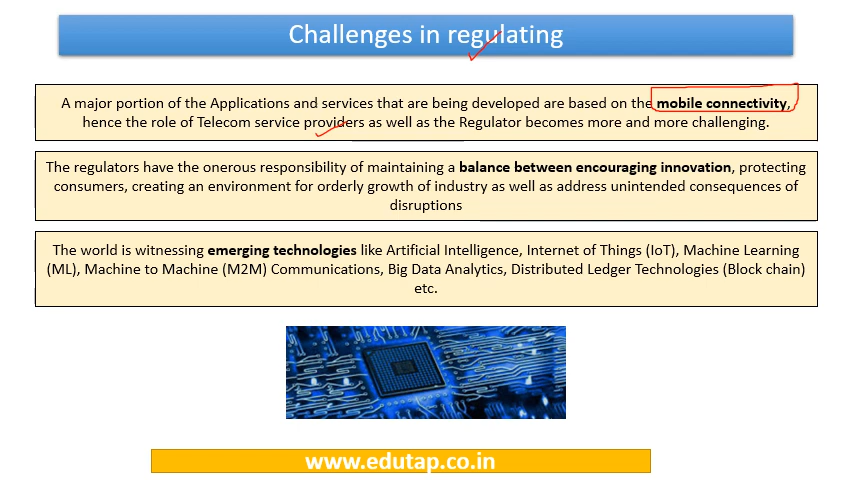 Challenges in regulating
A major portion of the Applications and services that are being developed are based on the mobile connectivity,
hence the role of Telecom service providers as well as the Regulator becomes more and more challenging.
The regulators have the onerous responsibility of maintaining a balance between encouraging innovation, protecting
consumers, creating an environment for orderly growth of industry as well as address unintended consequences of
disruptions
The world is witnessing emerging technologies like Artificial Intelligence, Internet of Things (IoT), Machine Learning
(ML), Machine to Machine (M2M) Communications, Big Data Analytics, Distributed Ledger Technologies (Block chain)
etc.
www.edutap.co.in